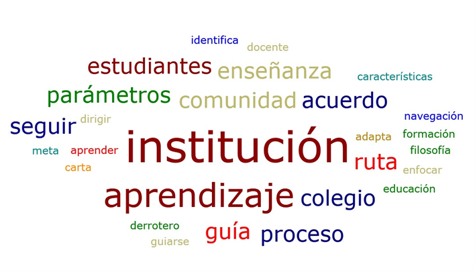 identifica
docente
estudiantes enseñanza
características
parámetros comunidad acuerdo
navegación
seguir dirigir
institución adapta formación
meta aprender ruta filosofía
carta enfocar
aprendizaje colegio educación
derrotero guía proceso
guiarse